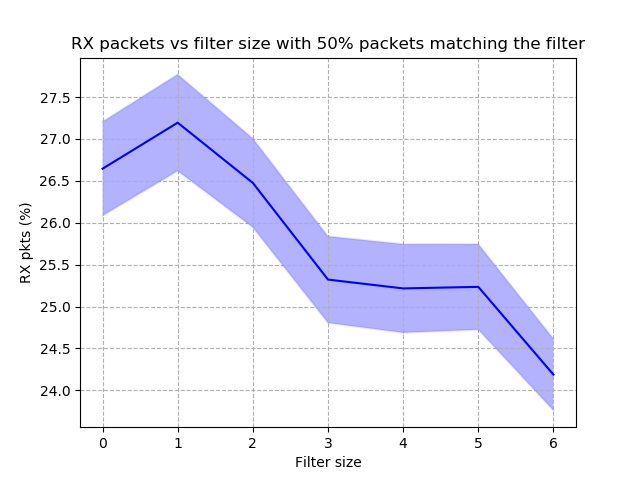 RX packets vs filter size with 50% packets matching the filter
27.5
27.0
26.5
26.0
25.5
25.0
24.5
24.0
RX pkts (%)
0 1 2 3 4 5 6
Filter size